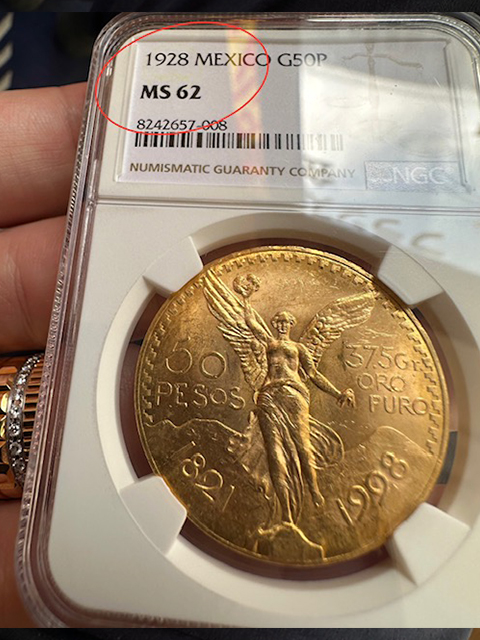 1928 MEXICO G50P
MS 62
8242657-008
NUMISMATIC GUARANTY COMPANY
NGC
50
PESOS
37.5 Gr.
ORO
PURO
1821